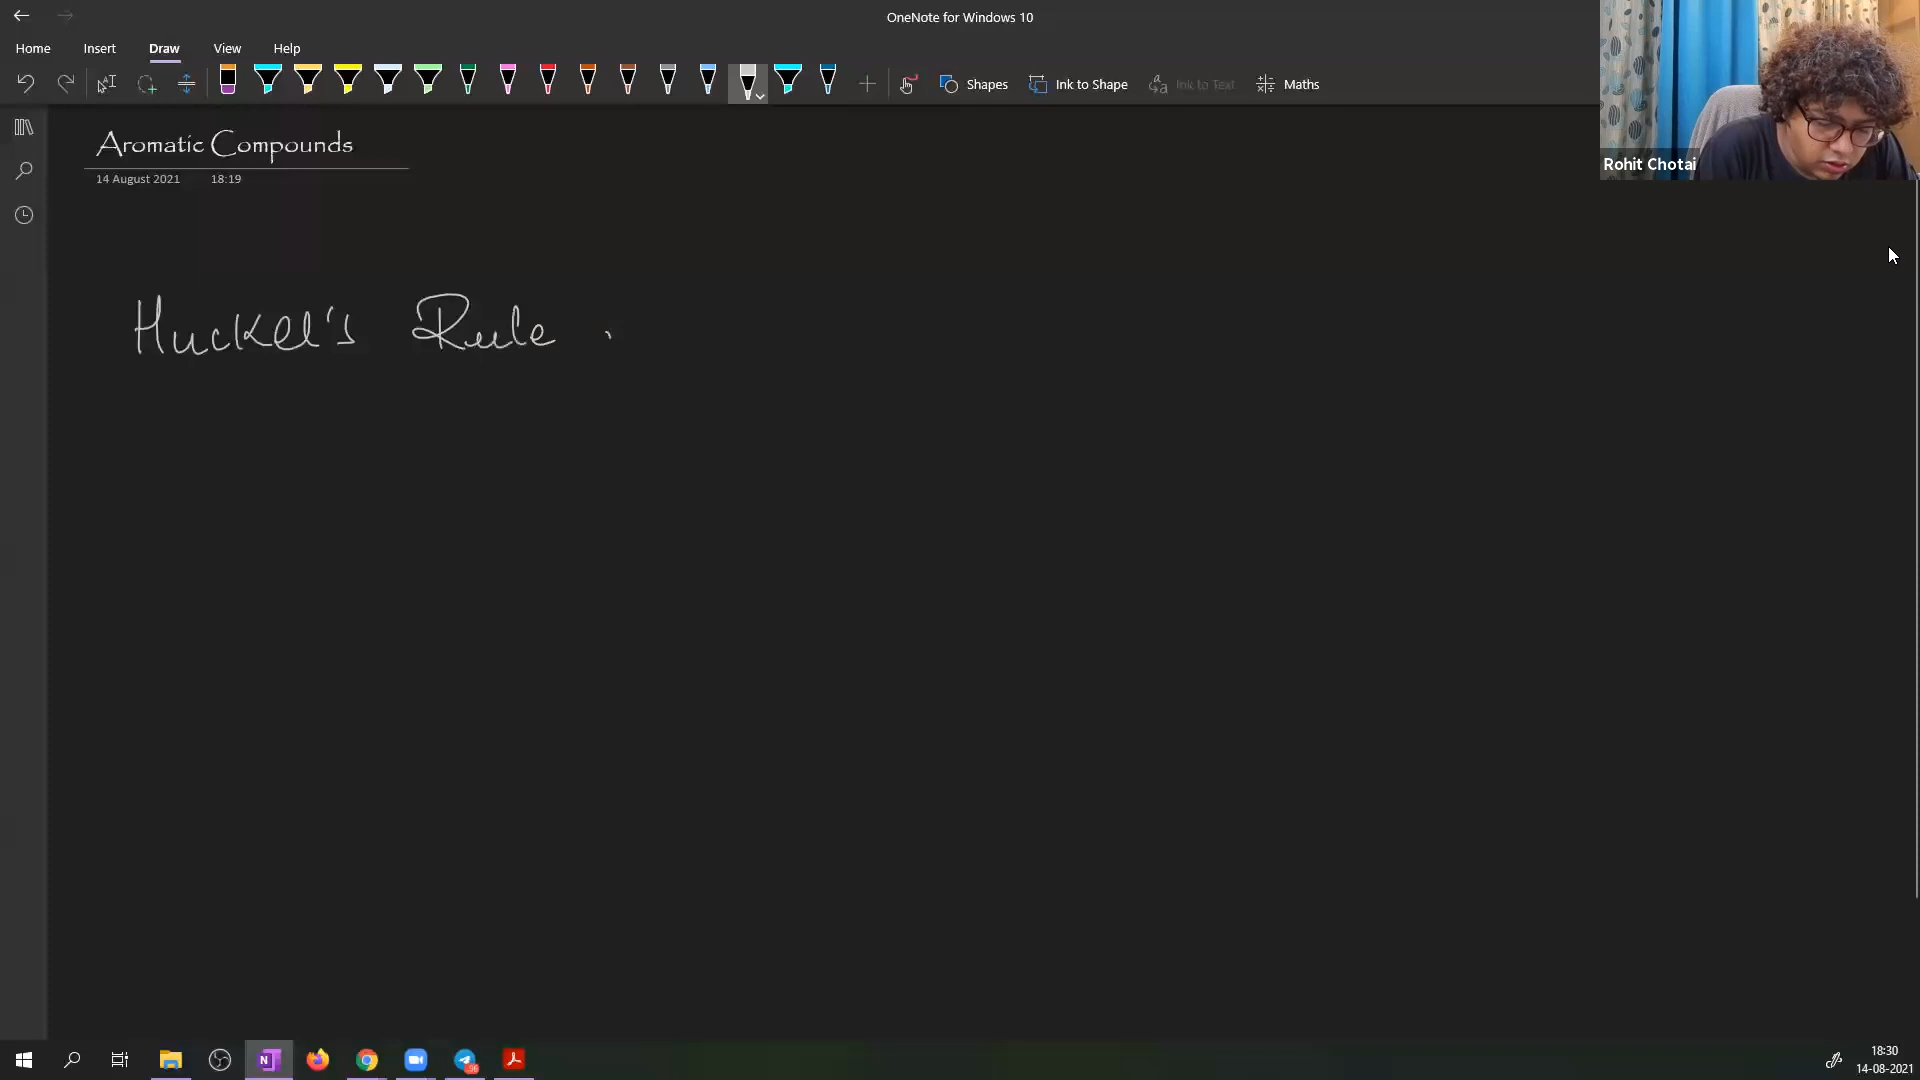 OneNote for Windows 10
Home Insert Draw View Help
Shapes Ink to Shape Ink to Text Maths
Rohit Chotai
Aromatic Compounds
14 August 2021 18:19
Huckel's Rule
18:30
14-08-2021